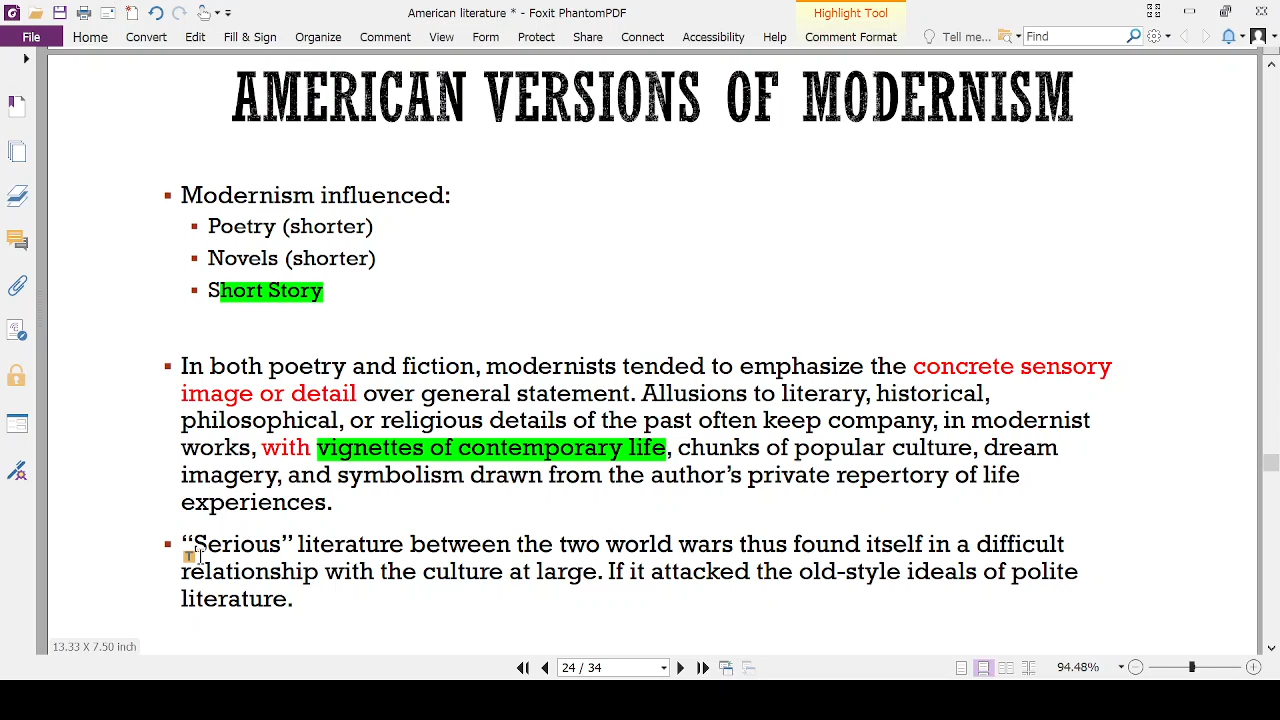 American literature * - Foxit PhantomPDF
Highlight Tool
File Home Convert Edit Fill & Sign Organize Comment View Form Protect Share Connect Accessibility Help Comment Format Tell me... Find
AMERICAN VERSIONS OF MODERNISM
▪ Modernism influenced:
▪ Poetry (shorter)
▪ Novels (shorter)
▪ Short Story
▪ In both poetry and fiction, modernists tended to emphasize the concrete sensory
image or detail over general statement. Allusions to literary, historical,
philosophical, or religious details of the past often keep company, in modernist
works, with vignettes of contemporary life, chunks of popular culture, dream
imagery, and symbolism drawn from the author's private repertory of life
experiences.
▪ “Serious” literature between the two world wars thus found itself in a difficult
relationship with the culture at large. If it attacked the old-style ideals of polite
literature.
13.33 X 7.50 inch
24 / 34
94.48%